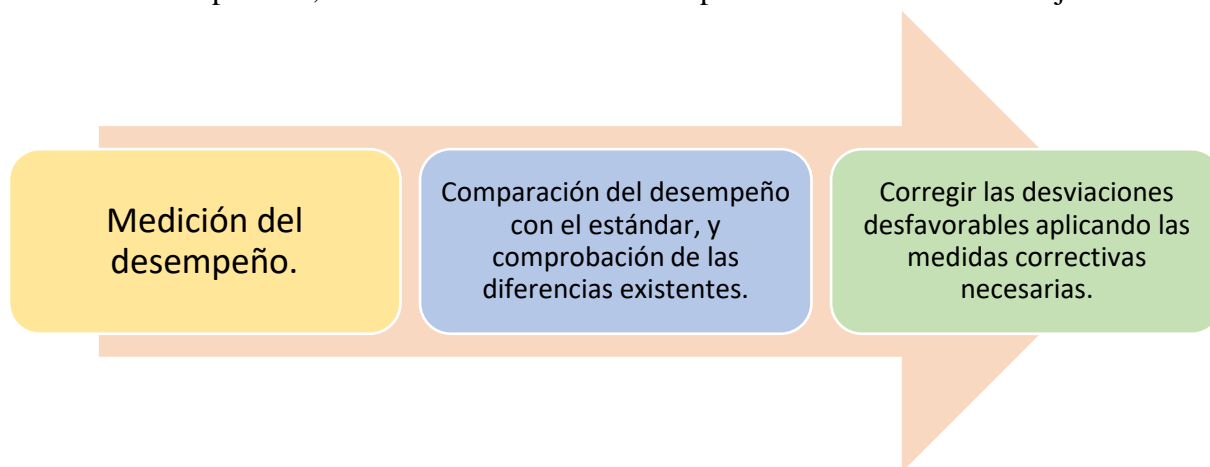 Medición del
desempeño.
Comparación del desempeño
con el estándar, y
comprobación de las
diferencias existentes.
Corregir las desviaciones
desfavorables aplicando las
medidas correctivas
necesarias.